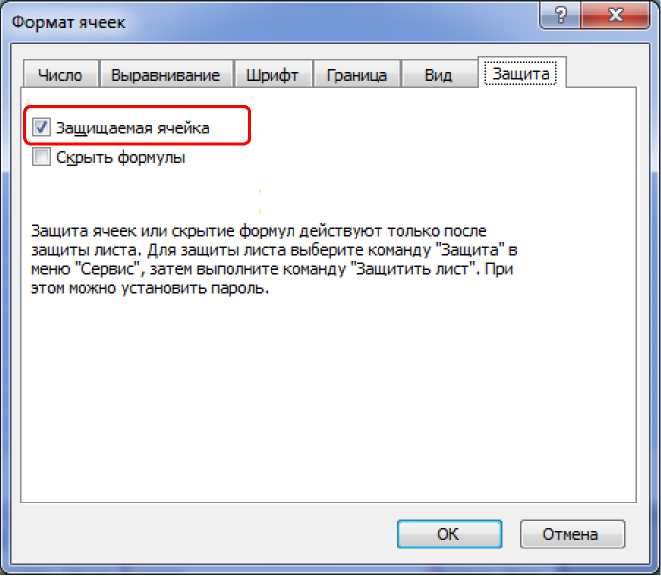 Формат ячеек
?
Число Выравнивание Шрифт Граница Вид Защита
Защищаемая ячейка
Скрыть формулы
Защита ячеек или скрытие формул действуют только после
защиты листа. Для защиты листа выберите команду "Защита" в
меню "Сервис", затем выполните команду "Защитить лист". При
этом можно установить пароль.
ОК Отмена